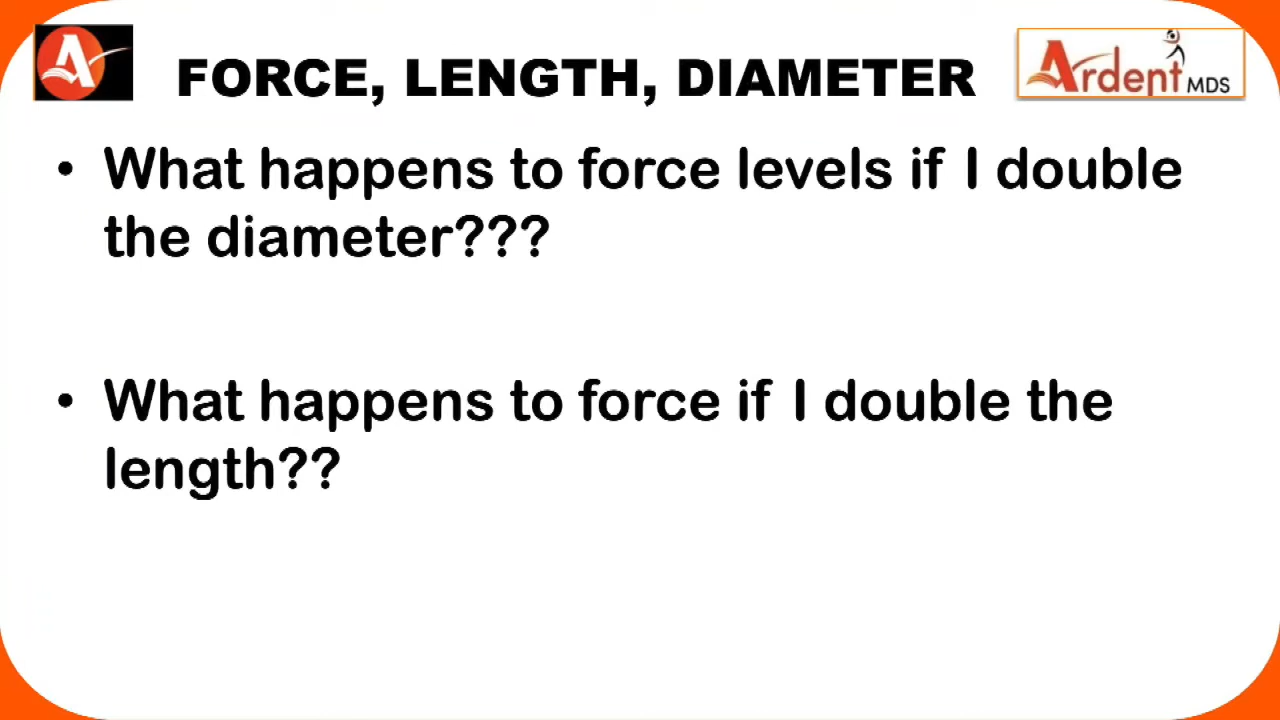 A
FORCE, LENGTH, DIAMETER
Ardent MDS
• What happens to force levels if I double
the diameter???
• What happens to force if I double the
length??